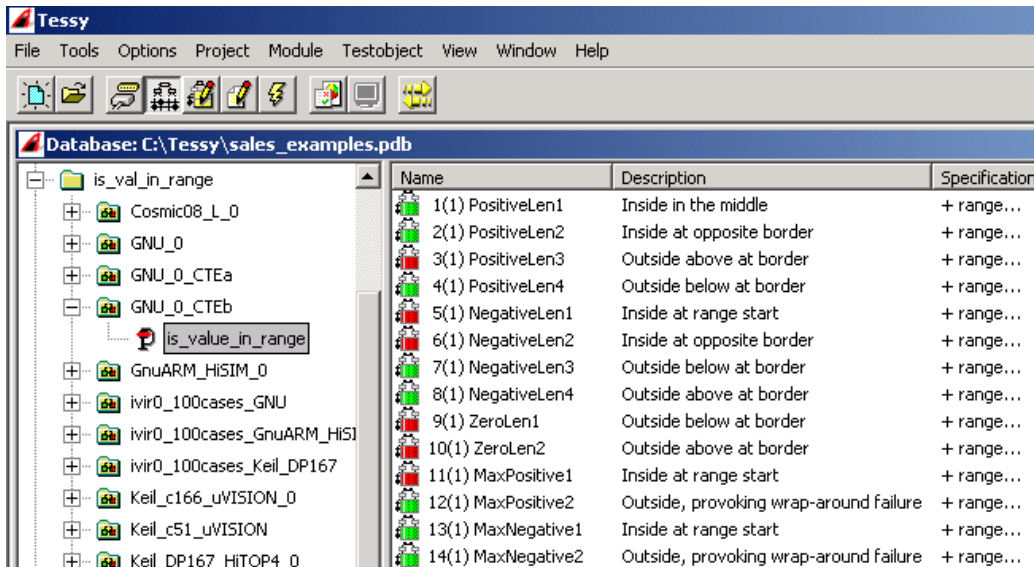 Tessy
File Tools Options Project Module Testobject View Window Help
Database: C:\Tessy\sales_examples.pdb
is_val_in_range
Cosmic08_L_0
GNU_0
GNU_0_CTEa
GNU_0_CTEb
is_value_in_range
GnuARM_HiSIM_0
ivir0_100cases_GNU
ivir0_100cases_GnuARM_HiSI
ivir0_100cases_Keil_DP167
Keil_c166_uVISION_0
Keil_c51_uVISION
Keil_DP167_HiTOP4_0
Name Description Specification
1(1) PositiveLen1 Inside in the middle + range...
2(1) PositiveLen2 Inside at opposite border + range...
3(1) PositiveLen3 Outside above at border + range...
4(1) PositiveLen4 Outside below at border + range...
5(1) NegativeLen1 Inside at range start + range...
6(1) NegativeLen2 Inside at opposite border + range...
7(1) NegativeLen3 Outside below at border + range...
8(1) NegativeLen4 Outside above at border + range...
9(1) ZeroLen1 Outside below at border + range...
10(1) ZeroLen2 Outside above at border + range...
11(1) MaxPositive1 Inside at range start + range...
12(1) MaxPositive2 Outside, provoking wrap-around failure + range...
13(1) MaxNegative1 Inside at range start + range...
14(1) MaxNegative2 Outside, provoking wrap-around failure + range...